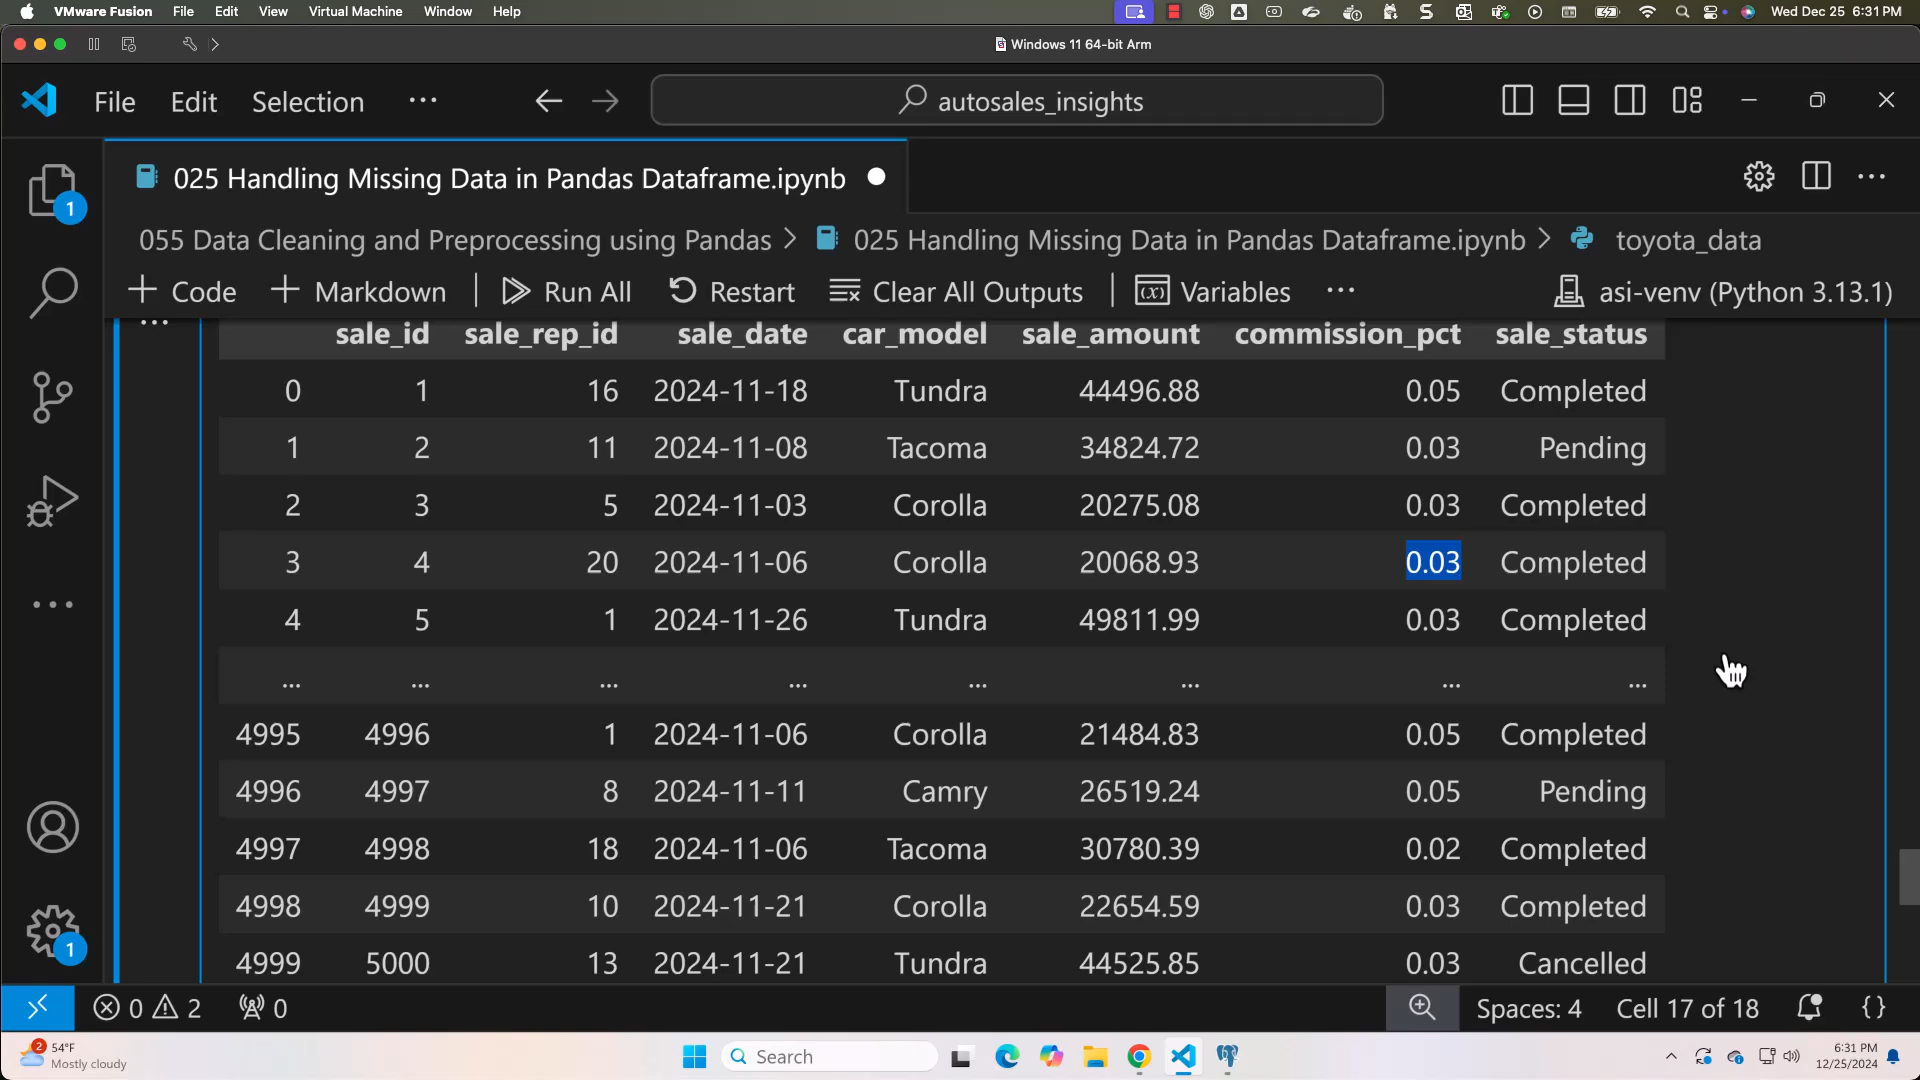 VMware Fusion File Edit View Virtual Machine Window Help Wed Dec 25 6:31 PM
Windows 11 64-bit Arm
File Edit Selection ··· autosales_insights
025 Handling Missing Data in Pandas Dataframe.ipynb
055 Data Cleaning and Preprocessing using Pandas > 025 Handling Missing Data in Pandas Dataframe.ipynb > toyota_data
+ Code + Markdown Run All Restart Clear All Outputs Variables ··· asi-venv (Python 3.13.1)
sale_id sale_rep_id sale_date car_model sale_amount commission_pct sale_status
0 1 16 2024-11-18 Tundra 44496.88 0.05 Completed
1 2 11 2024-11-08 Tacoma 34824.72 0.03 Pending
2 3 5 2024-11-03 Corolla 20275.08 0.03 Completed
3 4 20 2024-11-06 Corolla 20068.93 0.03 Completed
4 5 1 2024-11-26 Tundra 49811.99 0.03 Completed
... ... ... ... ... ... ... ...
4995 4996 1 2024-11-06 Corolla 21484.83 0.05 Completed
4996 4997 8 2024-11-11 Camry 26519.24 0.05 Pending
4997 4998 18 2024-11-06 Tacoma 30780.39 0.02 Completed
4998 4999 10 2024-11-21 Corolla 22654.59 0.03 Completed
4999 5000 13 2024-11-21 Tundra 44525.85 0.03 Cancelled
1
1
0 2 0 Spaces: 4 Cell 17 of 18 {}
2 54°F
Mostly cloudy
Search
6:31 PM
12/25/2024